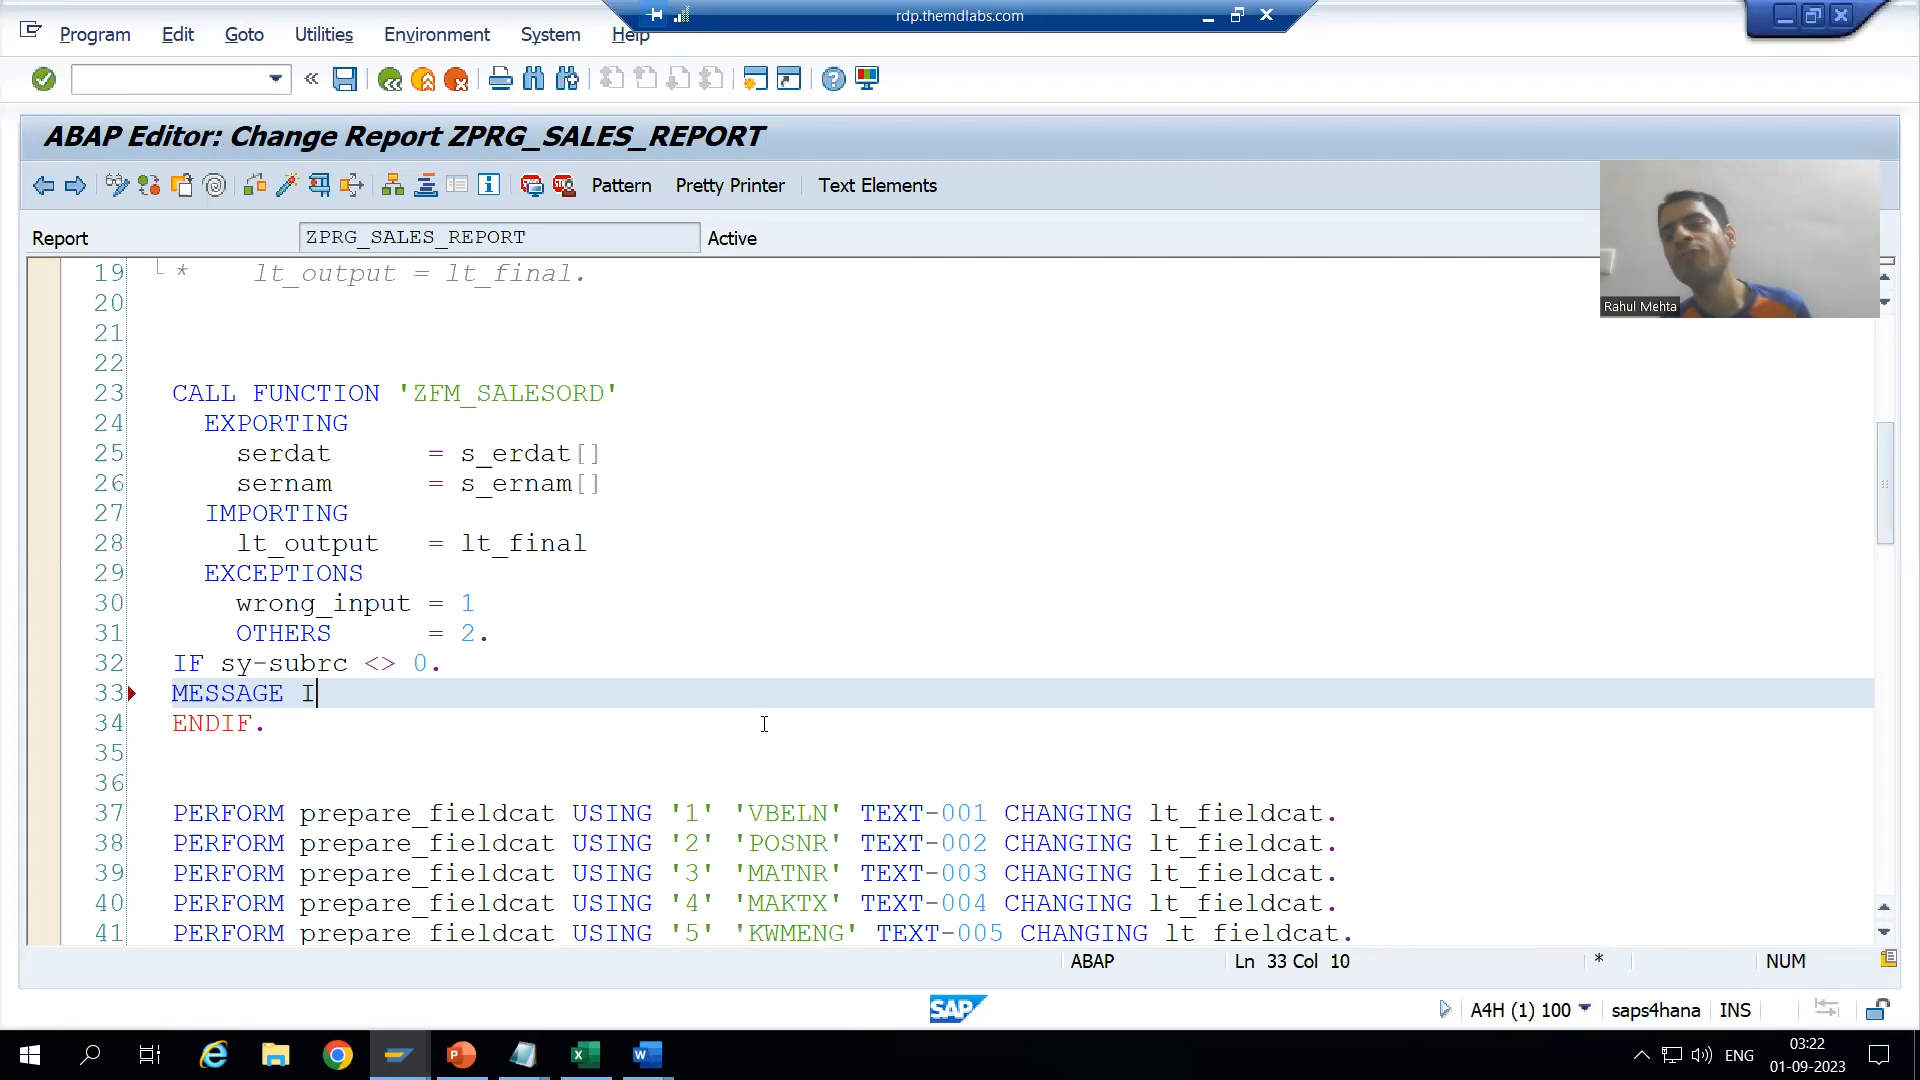 rdp.themdlabs.com
Program Edit Goto Utilities Environment System Help
ABAP Editor: Change Report ZPRG_SALES_REPORT
Pattern Pretty Printer Text Elements
Report ZPRG_SALES_REPORT Active
Rahul Mehta
19 * lt_output = lt_final.
20
21
22
23 CALL FUNCTION 'ZFM_SALESORD'
24 EXPORTING
25 serdat = s_erdat[]
26 sernam = s_ernam[]
27 IMPORTING
28 lt_output = lt_final
29 EXCEPTIONS
30 wrong_input = 1
31 OTHERS = 2.
32 IF sy-subrc <> 0.
33 MESSAGE I
34 ENDIF.
35
36
37 PERFORM prepare_fieldcat USING '1' 'VBELN' TEXT-001 CHANGING lt_fieldcat.
38 PERFORM prepare_fieldcat USING '2' 'POSNR' TEXT-002 CHANGING lt_fieldcat.
39 PERFORM prepare_fieldcat USING '3' 'MATNR' TEXT-003 CHANGING lt_fieldcat.
40 PERFORM prepare_fieldcat USING '4' 'MAKTX' TEXT-004 CHANGING lt_fieldcat.
41 PERFORM prepare_fieldcat USING '5' 'KWMENG' TEXT-005 CHANGING lt_fieldcat.
ABAP Ln 33 Col 10 * NUM
SAP A4H (1) 100 saps4hana INS
ENG 03:22
01-09-2023